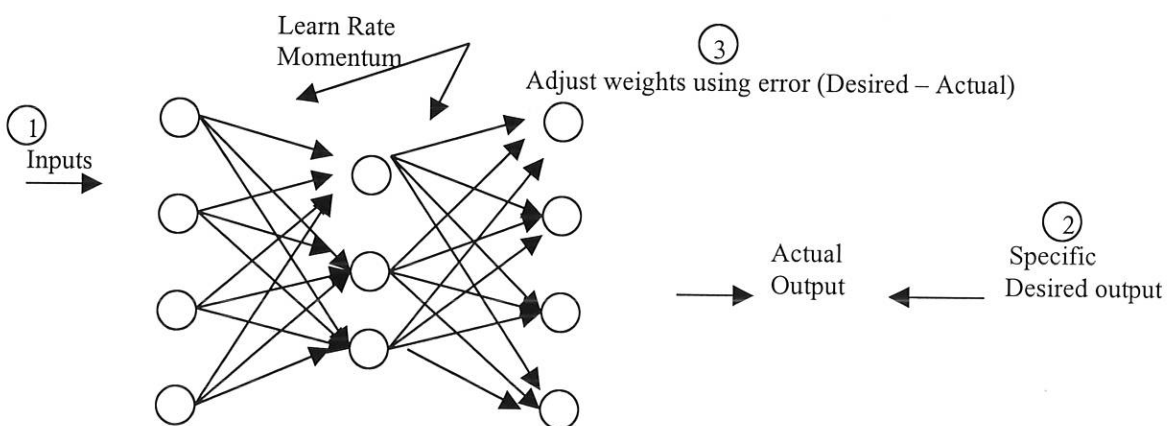 Learn Rate
Momentum
3
Adjust weights using error (Desired – Actual)
1
Inputs
2
Actual
Output
Specific
Desired output